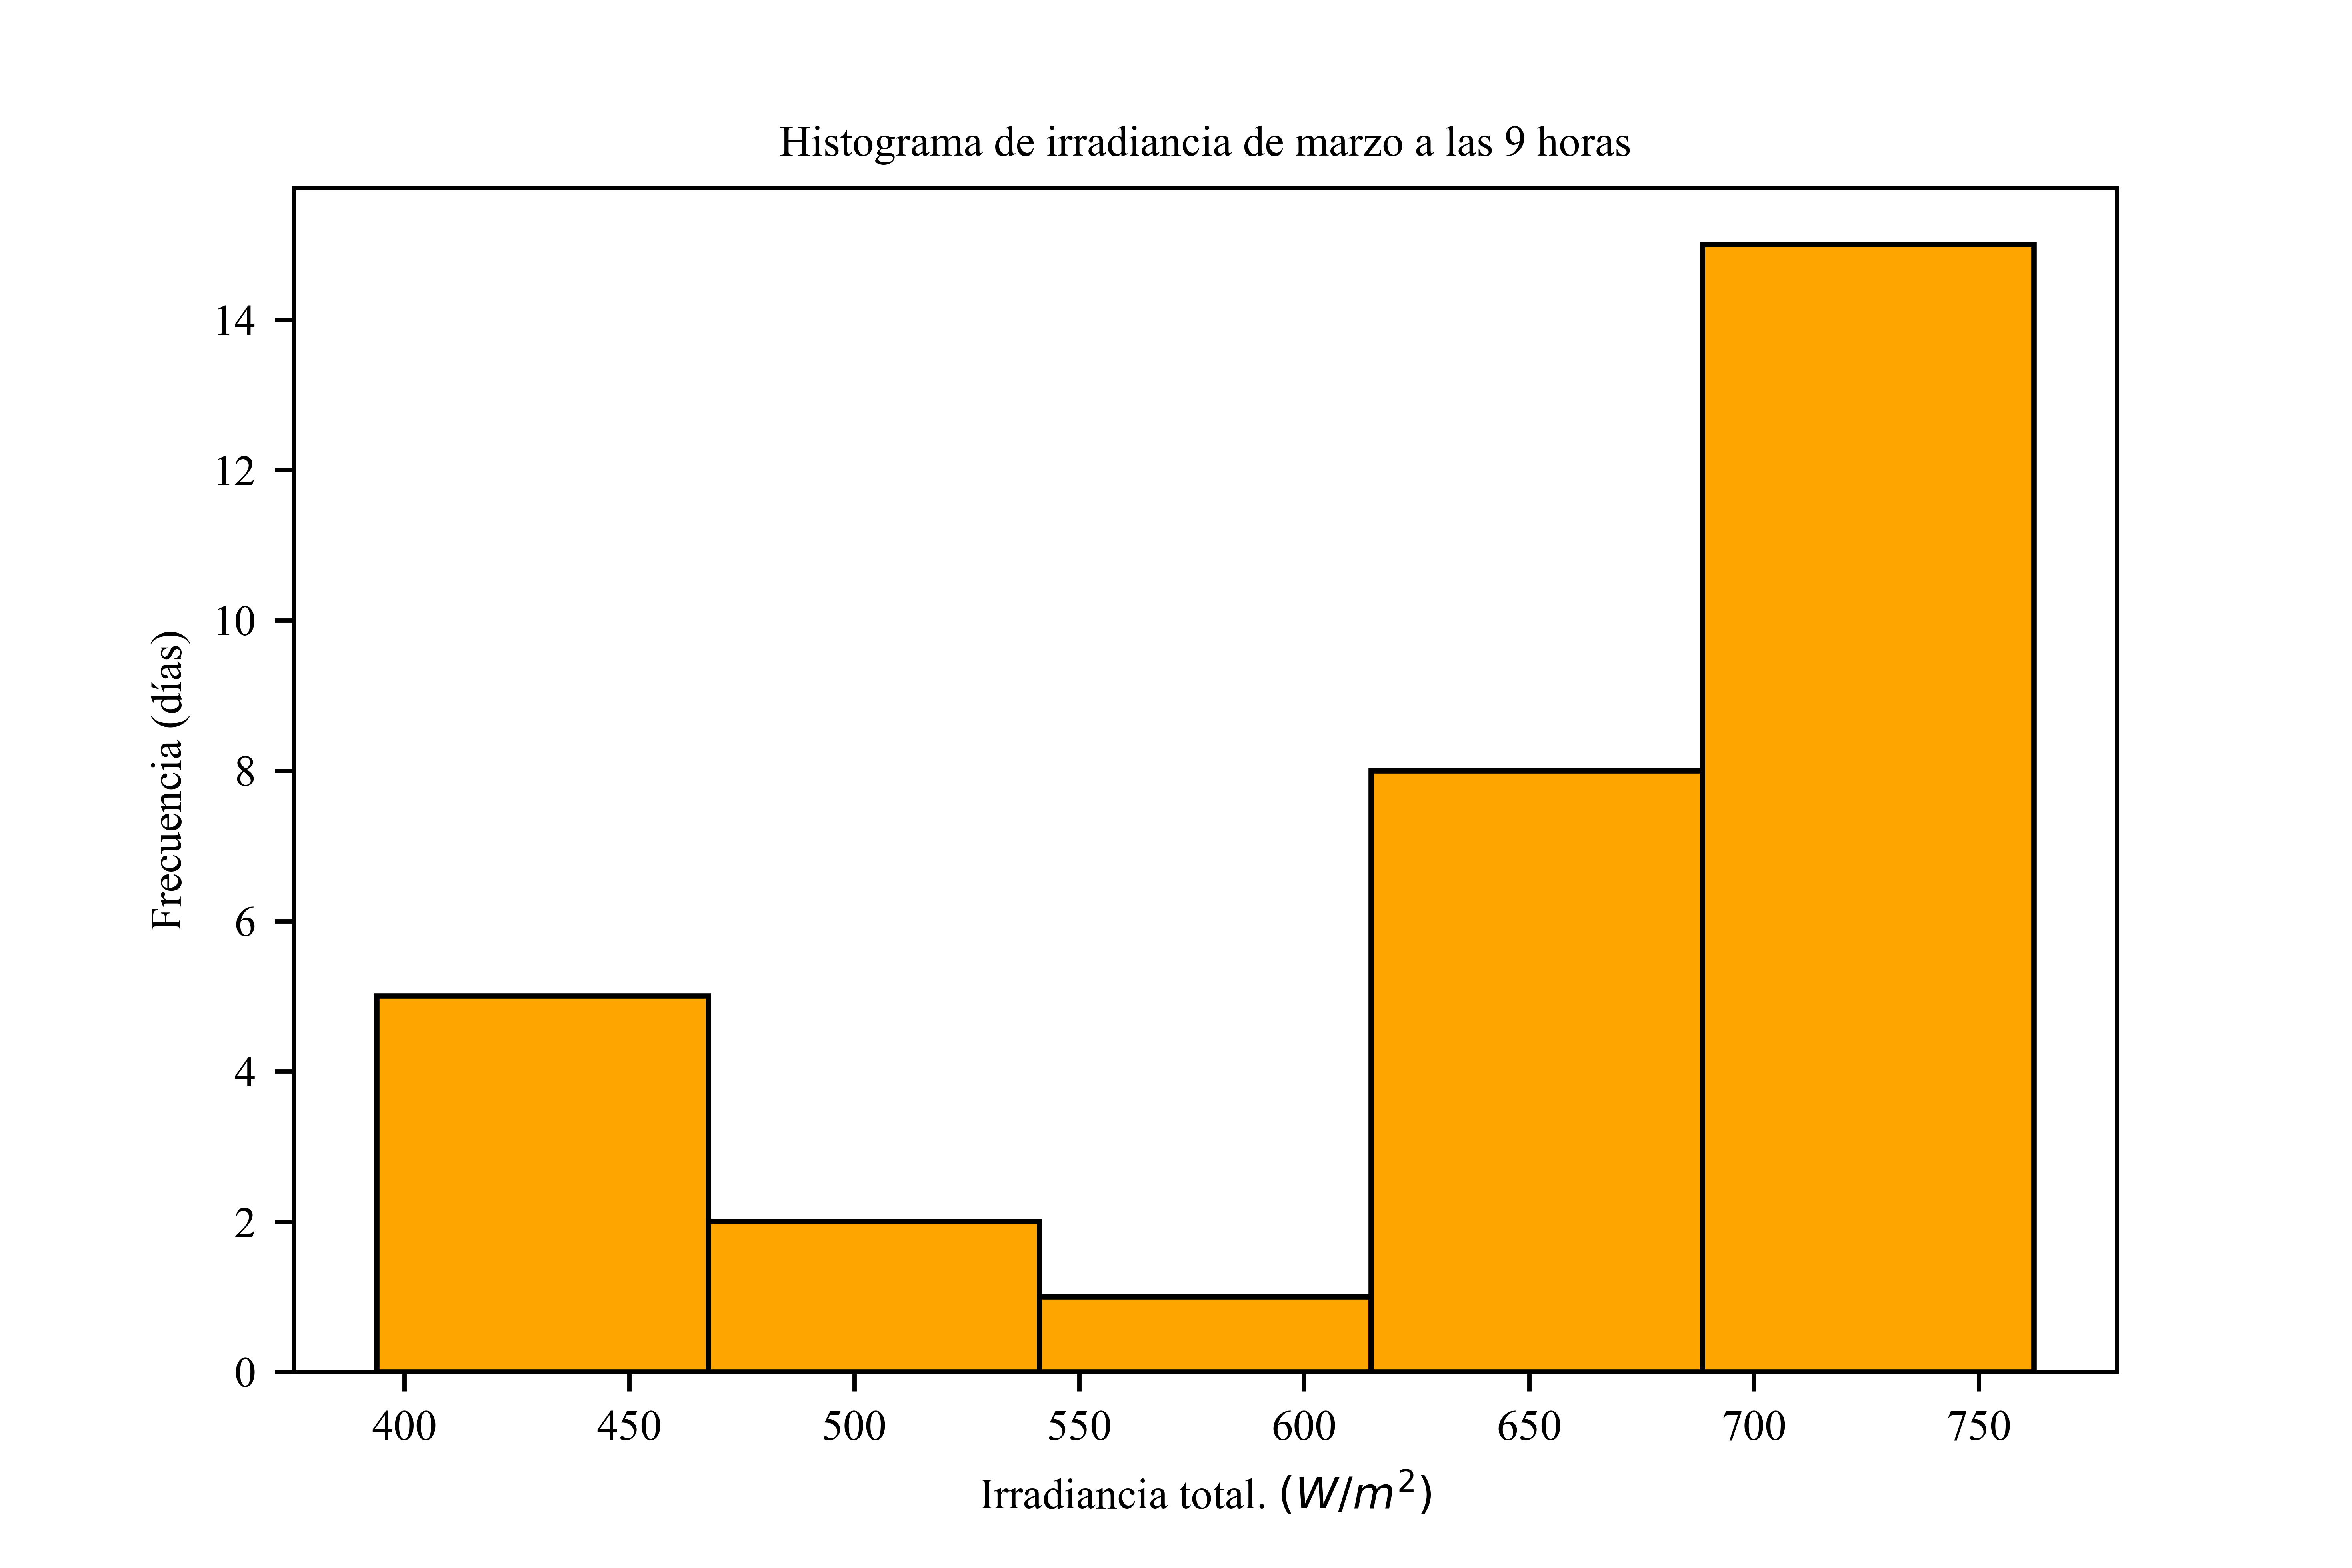 Histograma de irradiancia de marzo a las 9 horas
14
12
10
8
6
4
2
0
Frecuencia (días)
400 450 500 550 600 650 700 750
Irradiancia total. (W/m²)